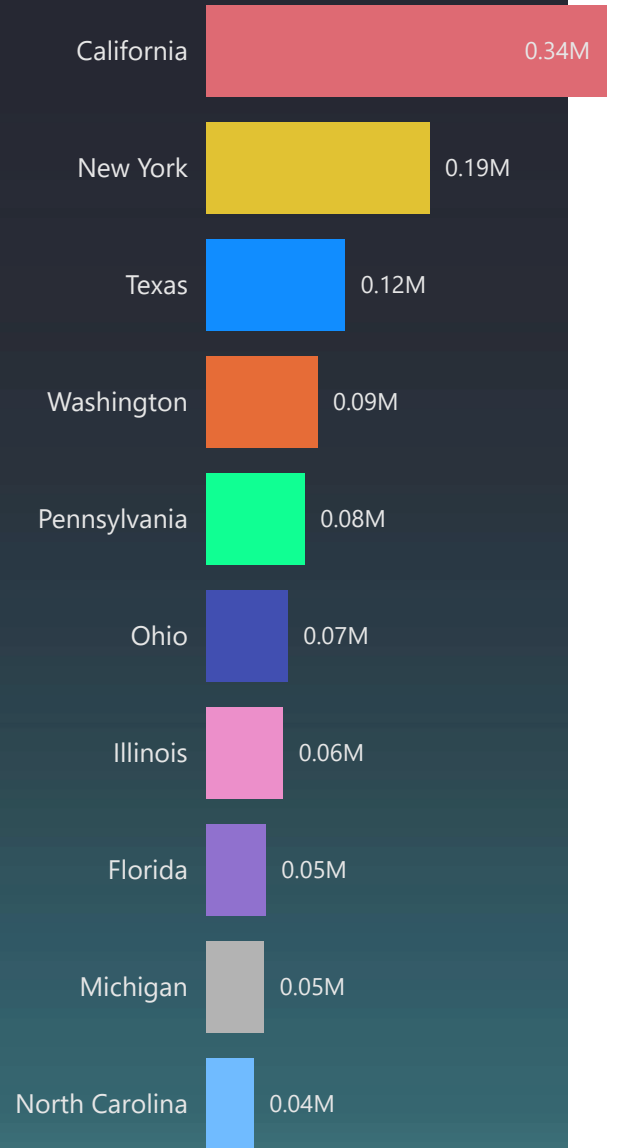 California 0.34M
New York 0.19M
Texas 0.12M
Washington 0.09M
Pennsylvania 0.08M
Ohio 0.07M
Illinois 0.06M
Florida 0.05M
Michigan 0.05M
North Carolina 0.04M